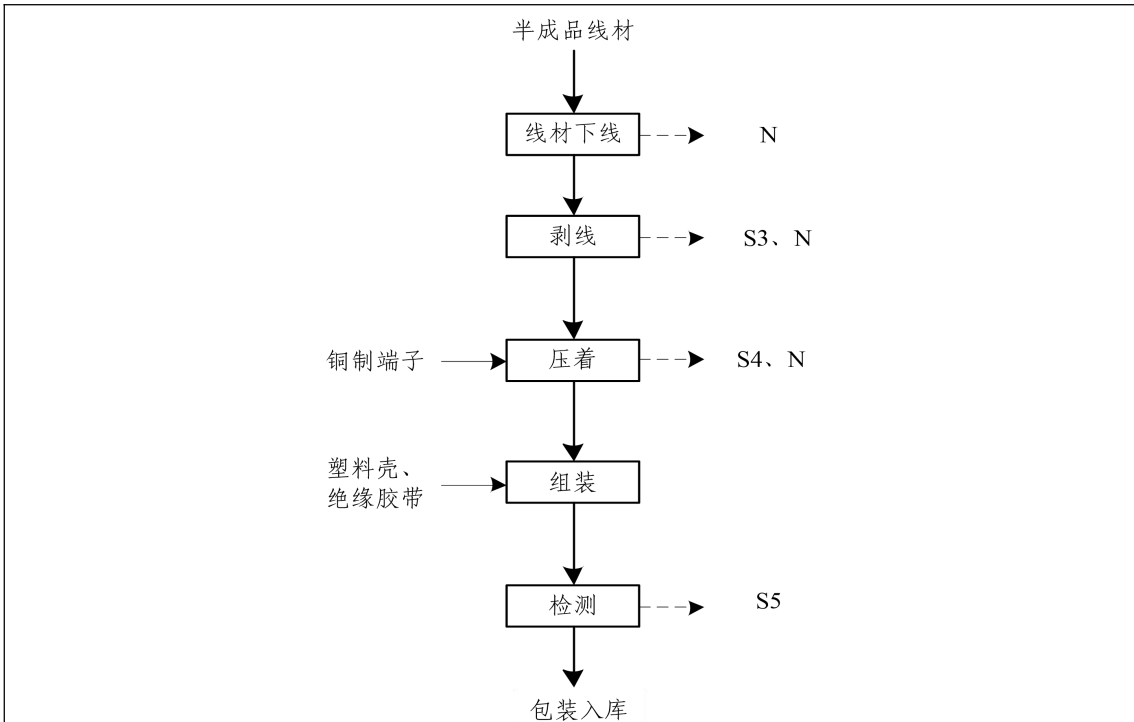 半成品线材
线材下线
N
剥线
S3、N
铜制端子
压着
S4、N
塑料壳、
绝缘胶带
组装
检测
S5
包装入库